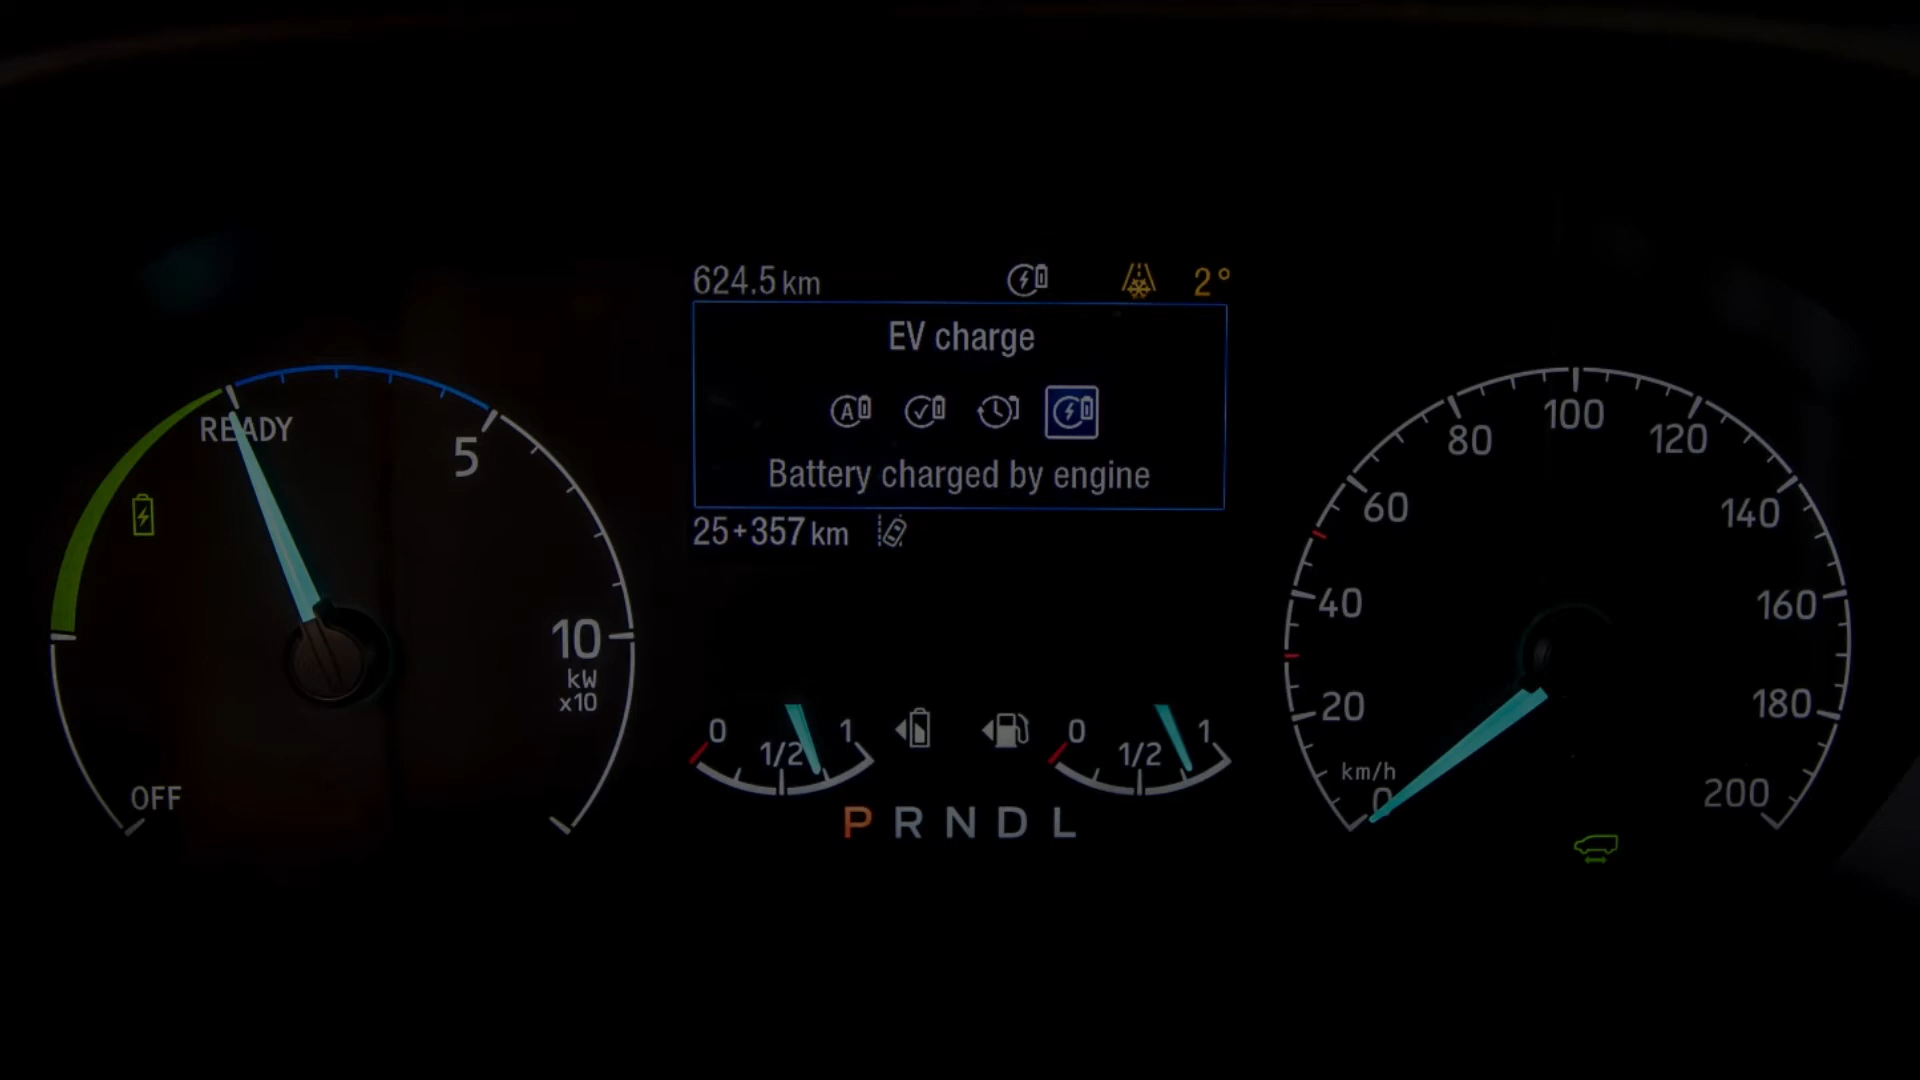 624.5 km 2°
EV charge
A
Battery charged by engine
25+357 km
READY
5
10
kW
x10
OFF
0 1/2 1
0 1/2 1
P R N D L
0
20
40
60
80
100
120
140
160
180
200
km/h